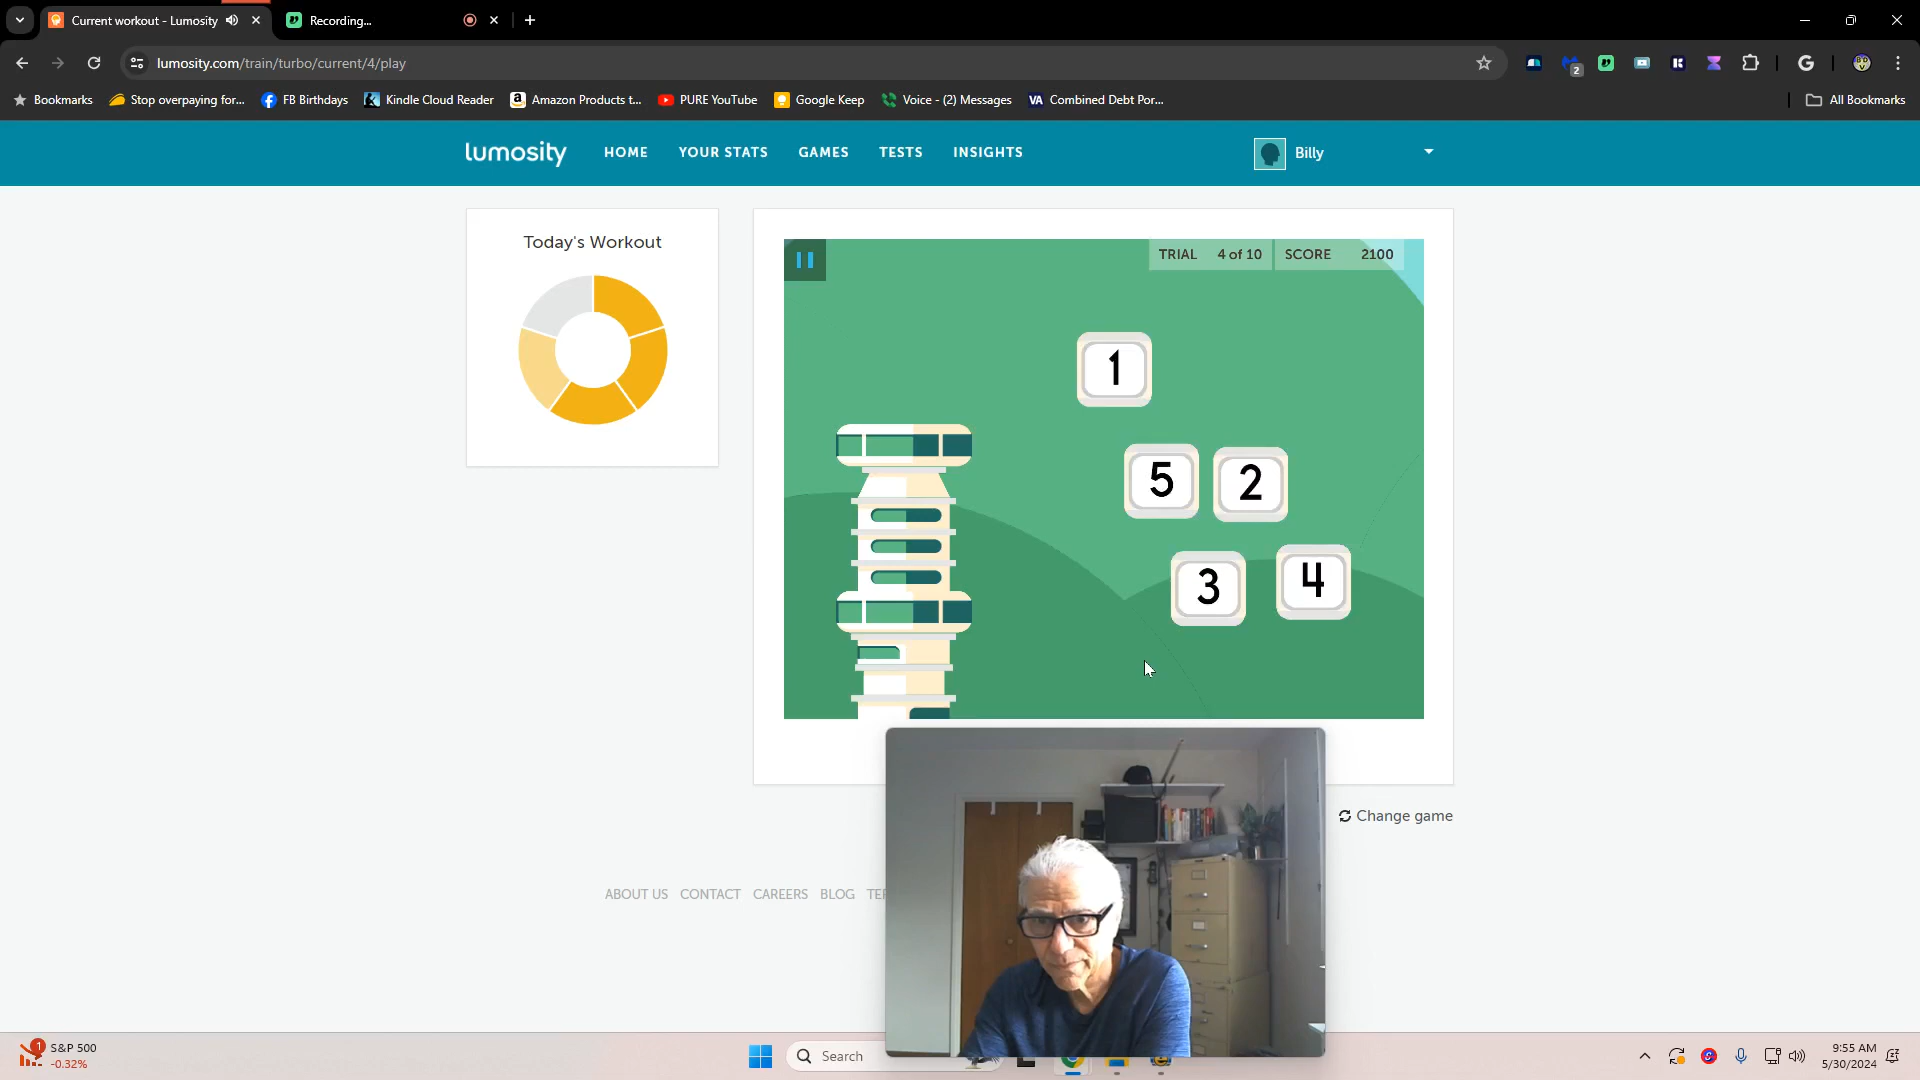 Current workout - Lumosity
Recording...
lumosity.com/train/turbo/current/4/play
2
Bookmarks
Stop overpaying for...
FB Birthdays
Kindle Cloud Reader
Amazon Products t...
PURE YouTube
Google Keep
Voice - (2) Messages
VA Combined Debt Por...
All Bookmarks
lumosity
HOME
YOUR STATS
GAMES
TESTS
INSIGHTS
Billy
Today's Workout
TRIAL 4 of 10
SCORE 2100
1
5
2
3
4
Change game
ABOUT US
CONTACT
CAREERS
BLOG
1
S&P 500
-0.32%
Search
9:55 AM
5/30/2024